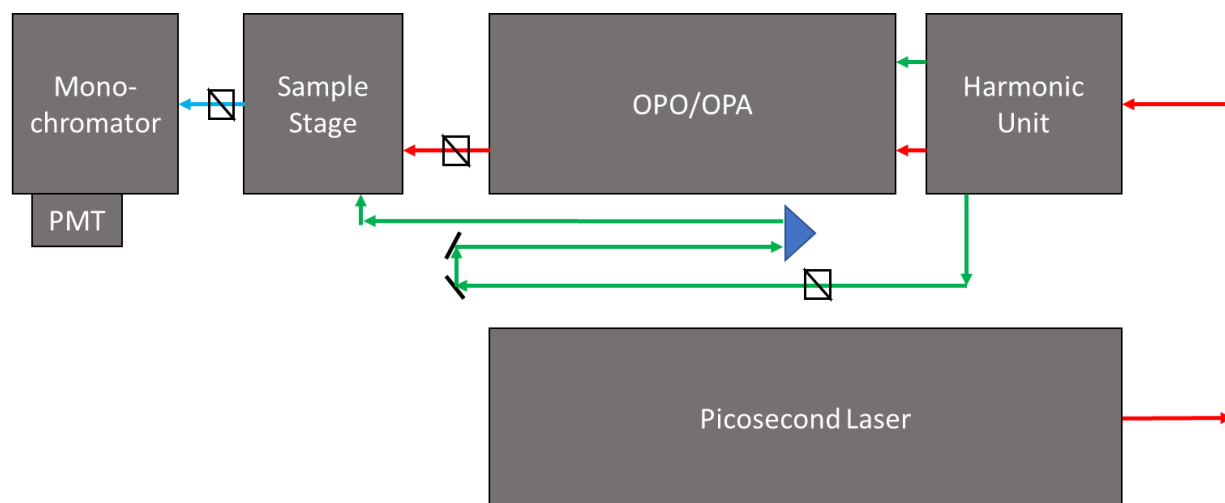 Mono-
chromator
Sample
Stage
OPO/OPA
Harmonic
Unit
PMT
Picosecond Laser